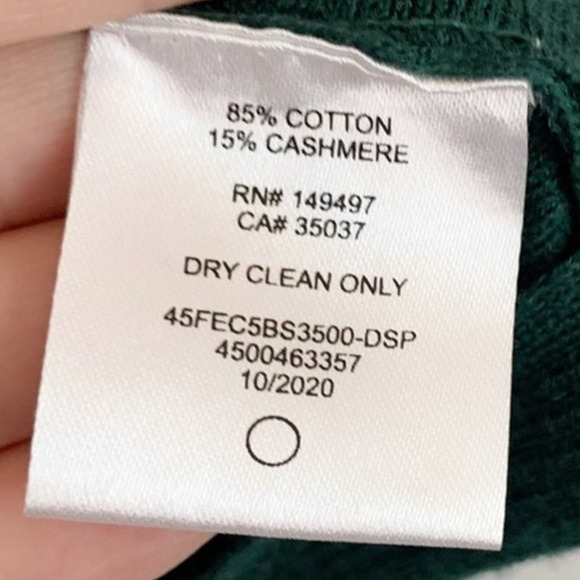 85% COTTON
15% CASHMERE
RN# 149497
CA# 35037
DRY CLEAN ONLY
45FEC5BS3500-DSP
4500463357
10/2020